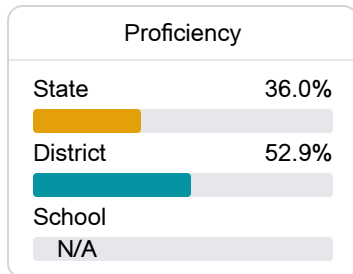 Proficiency
State 36.0%
District 52.9%
School
N/A